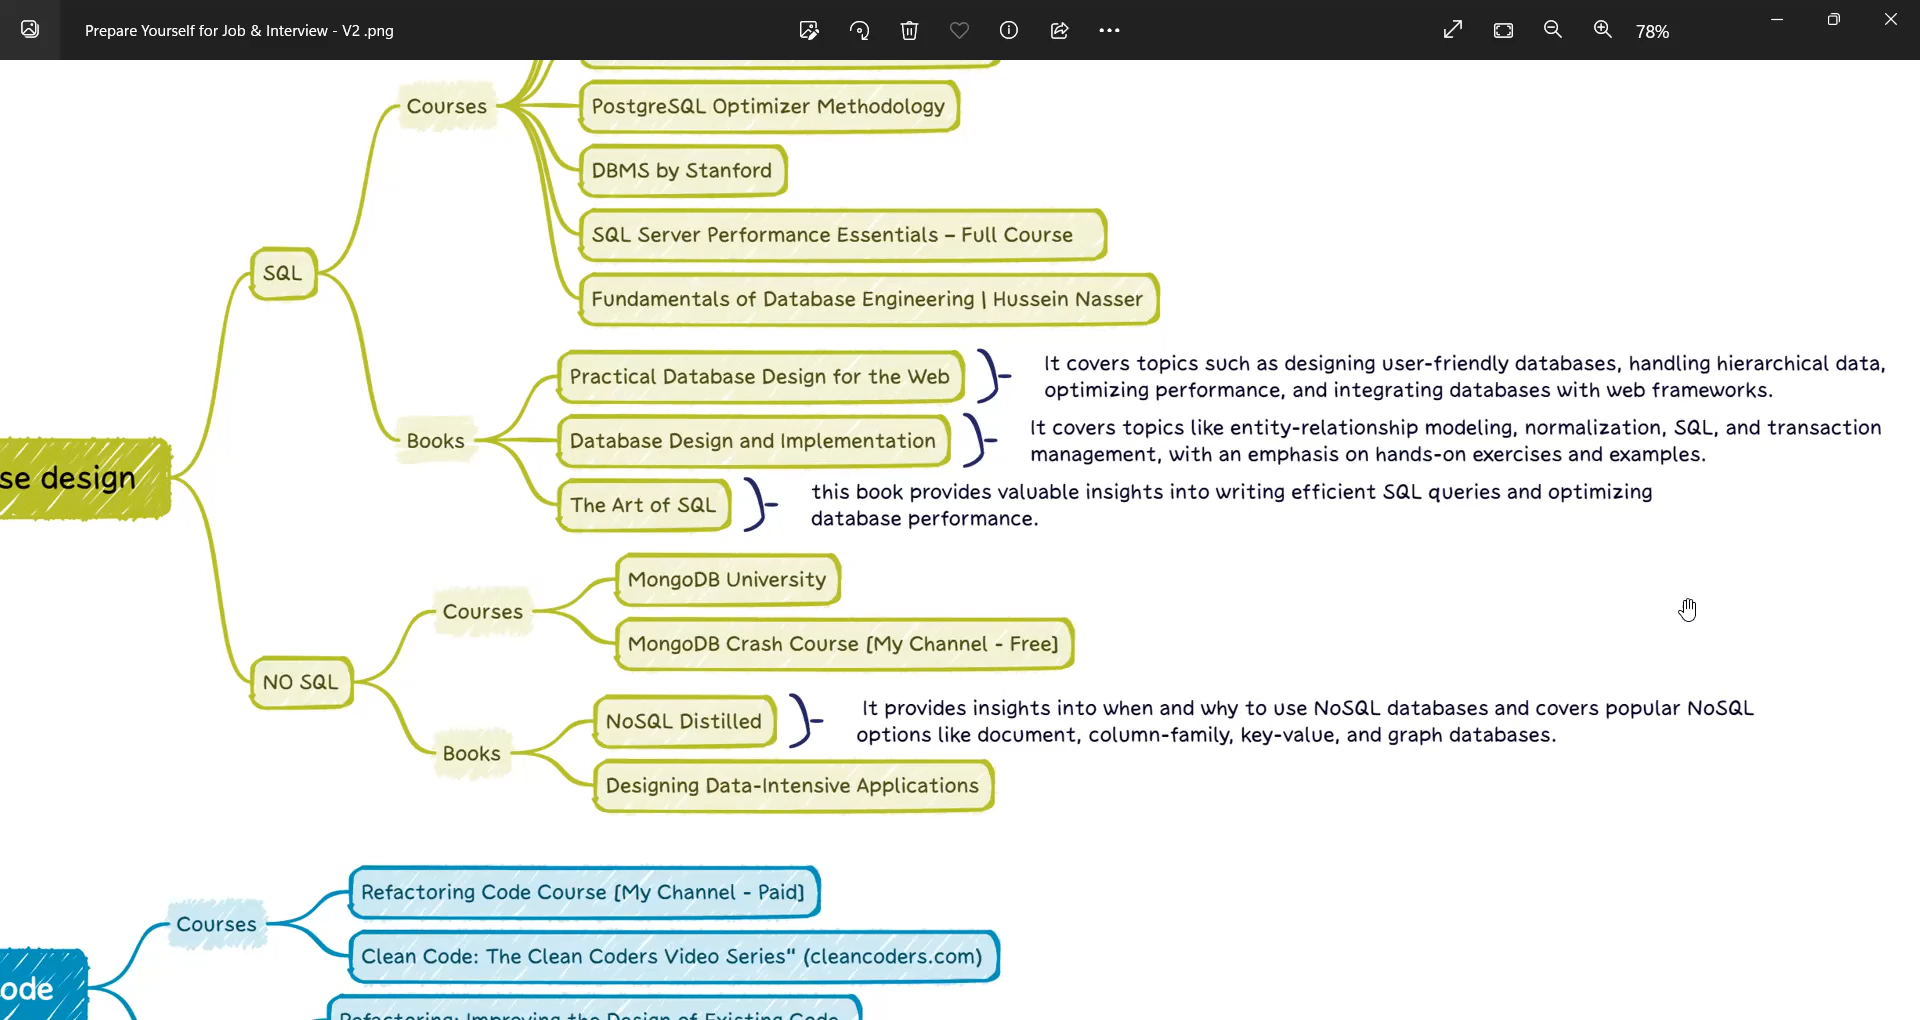 Prepare Yourself for Job & Interview - V2 .png
78%
Courses
PostgreSQL Optimizer Methodology
DBMS by Stanford
SQL Server Performance Essentials – Full Course
SQL
Fundamentals of Database Engineering | Hussein Nasser
Practical Database Design for the Web
It covers topics such as designing user-friendly databases, handling hierarchical data,
optimizing performance, and integrating databases with web frameworks.
Books
Database Design and Implementation
It covers topics like entity-relationship modeling, normalization, SQL, and transaction
management, with an emphasis on hands-on exercises and examples.
se design
The Art of SQL
this book provides valuable insights into writing efficient SQL queries and optimizing
database performance.
Courses
MongoDB University
MongoDB Crash Course [My Channel - Free]
NO SQL
Books
NoSQL Distilled
It provides insights into when and why to use NoSQL databases and covers popular NoSQL
options like document, column-family, key-value, and graph databases.
Designing Data-Intensive Applications
Courses
Refactoring Code Course [My Channel - Paid]
Clean Code: The Clean Coders Video Series" (cleancoders.com)
ode
Refactoring: Improving the Design of Existing Code